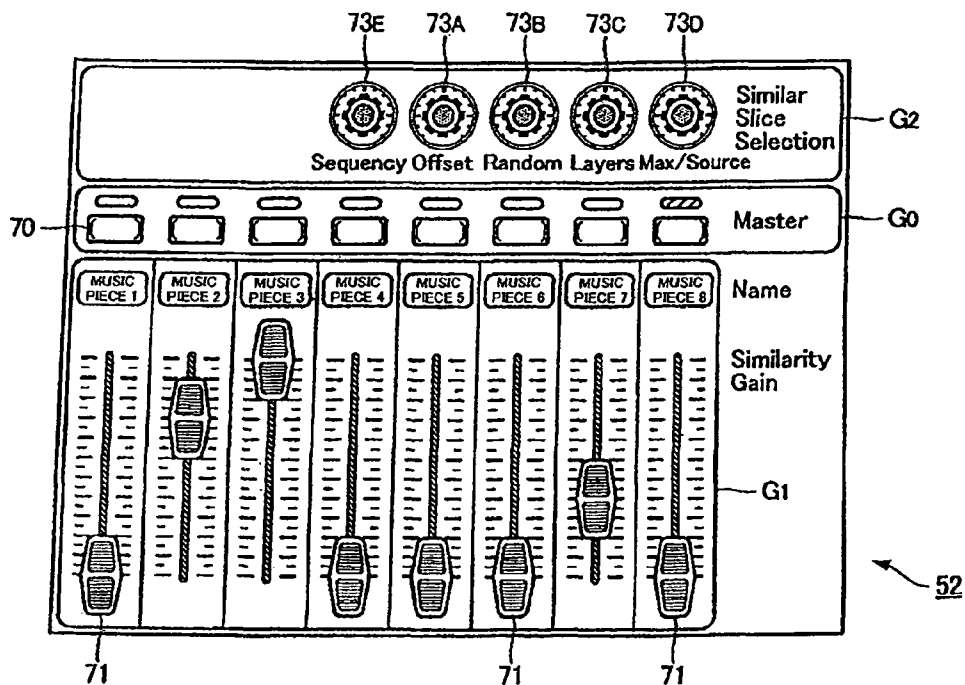 73E 73A 73B 73C 73D
Similar
Slice
Selection
G2
Sequency Offset Random Layers Max/Source
70
Master
G0
MUSIC PIECE 1
MUSIC PIECE 2
MUSIC PIECE 3
MUSIC PIECE 4
MUSIC PIECE 5
MUSIC PIECE 6
MUSIC PIECE 7
MUSIC PIECE 8
Name
Similarity
Gain
G1
52
71 71 71